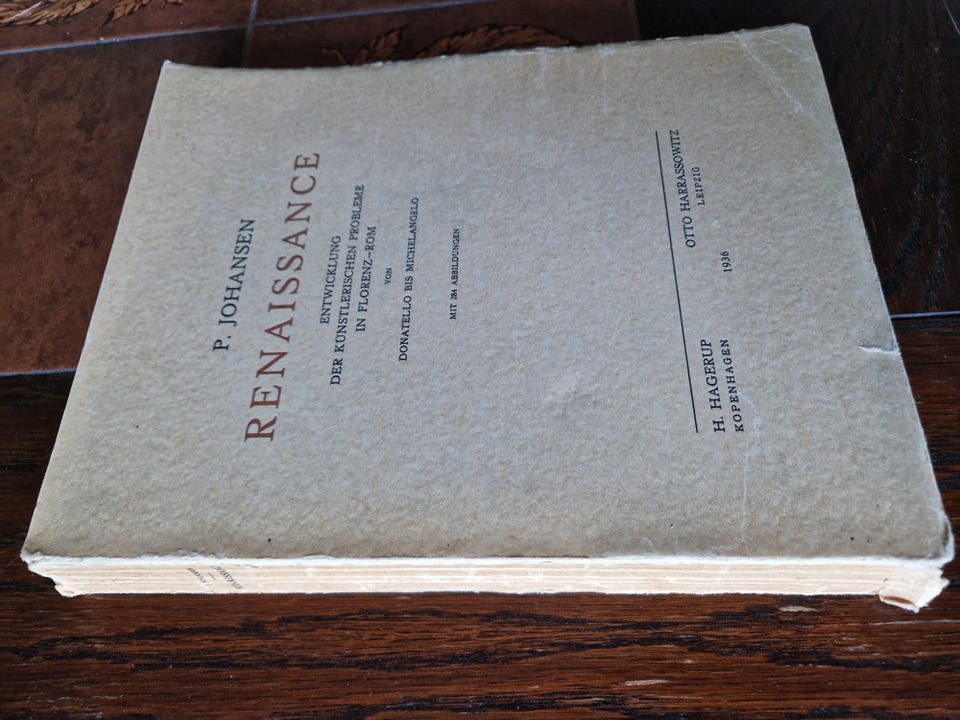 P. JOHANSEN
RENAISSANCE
ENTWICKLUNG
DER KÜNSTLERISCHEN PROBLEME
IN FLORENZ-ROM
VON
DONATELLO BIS MICHELANGELO
MIT 284 ABBILDUNGEN
H. HAGERUP
KOPENHAGEN
OTTO HARRASSOWITZ
LEIPZIG
1936